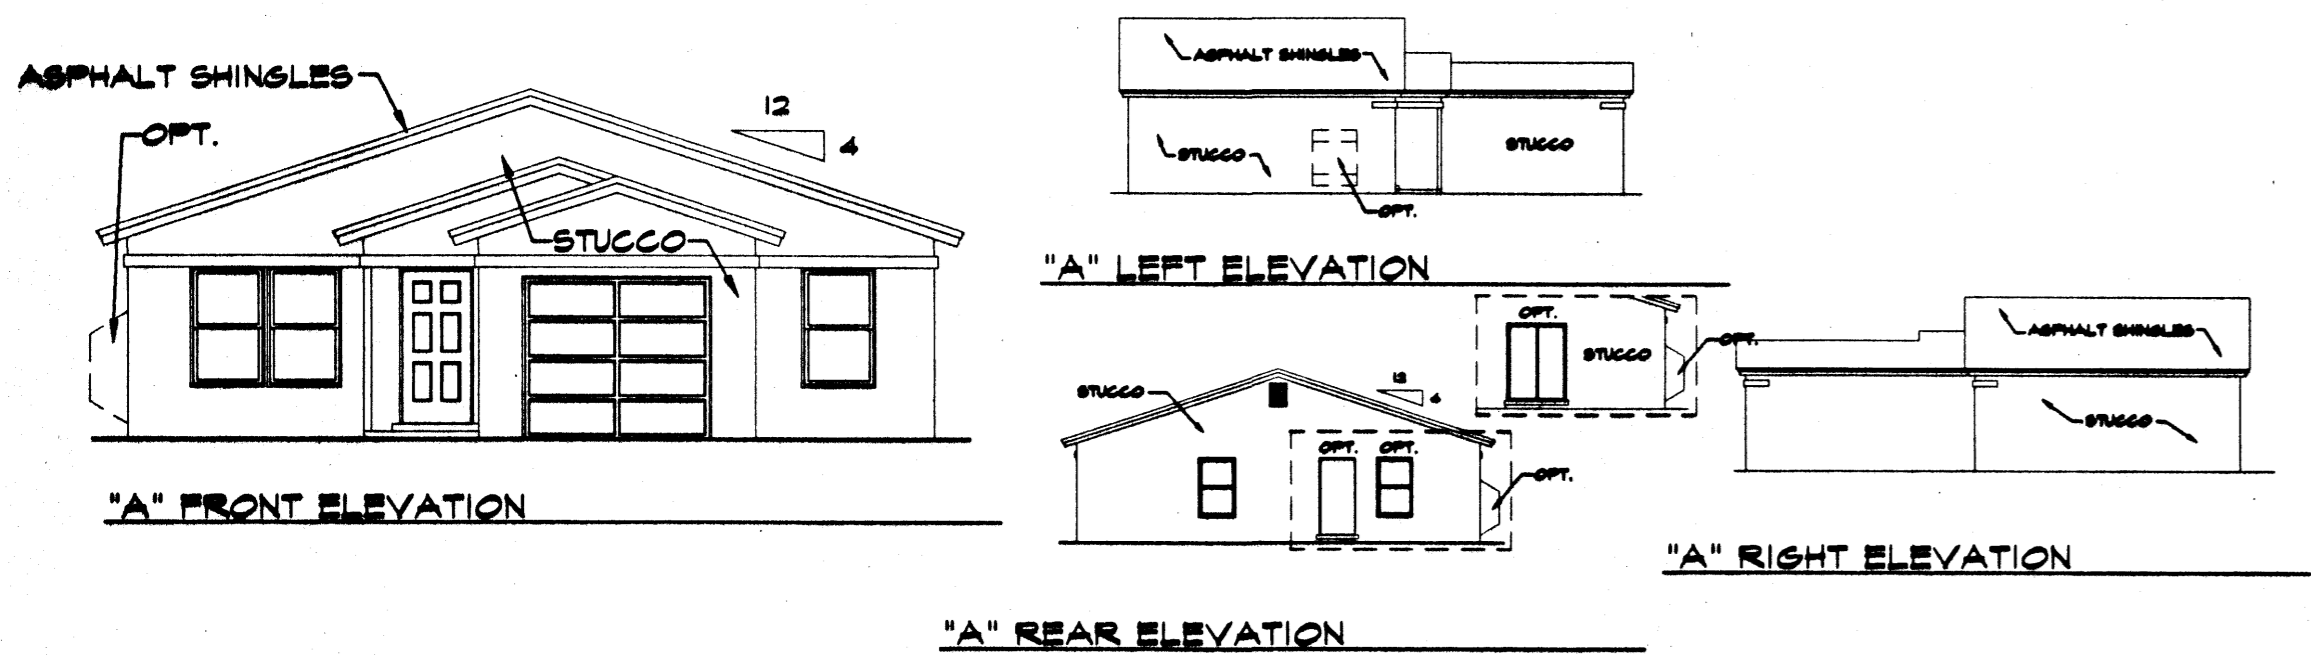 ASPHALT SHINGLES
OPT.
12
4
STUCCO
"A" FRONT ELEVATION
ASPHALT SHINGLES
STUCCO
STUCCO
OPT.
"A" LEFT ELEVATION
OPT.
STUCCO
OPT.
STUCCO
12
4
OPT. OPT.
OPT.
"A" REAR ELEVATION
ASPHALT SHINGLES
STUCCO
"A" RIGHT ELEVATION